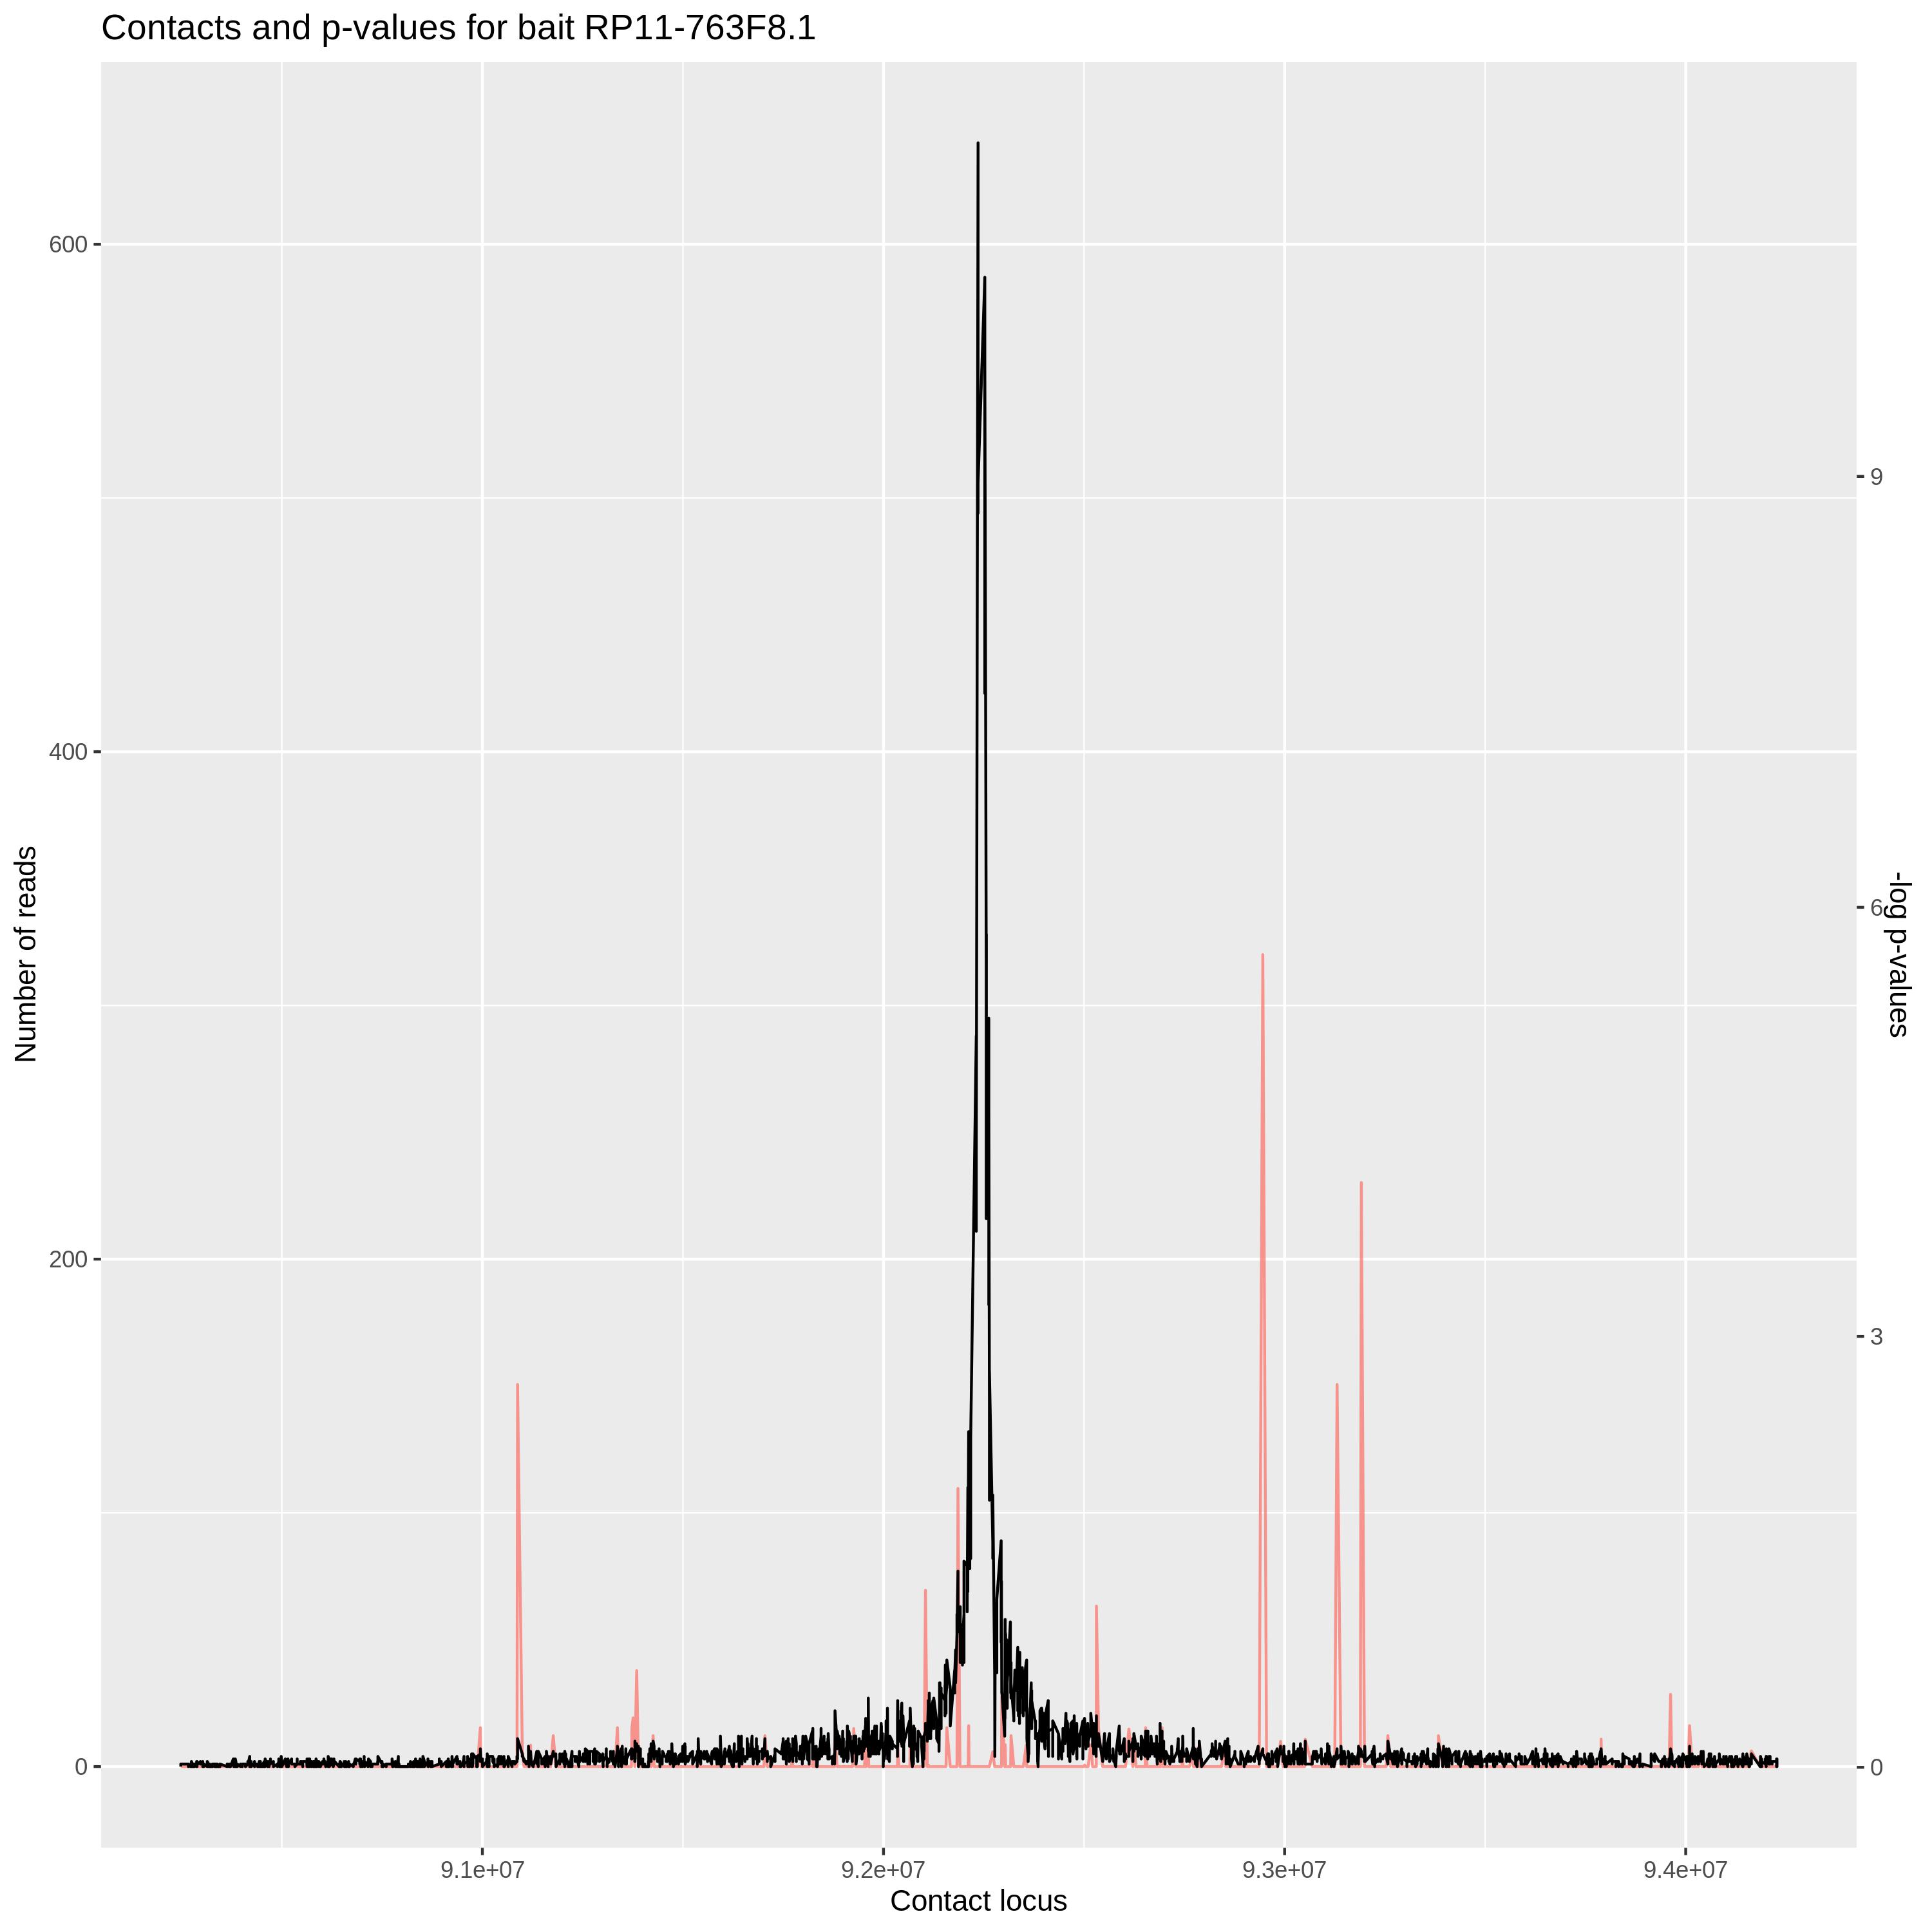 Contacts and p-values for bait RP11-763F8.1
Number of reads
600
400
200
0
9
6
3
0
-log p-values
9.1e+07
9.2e+07
9.3e+07
9.4e+07
Contact locus